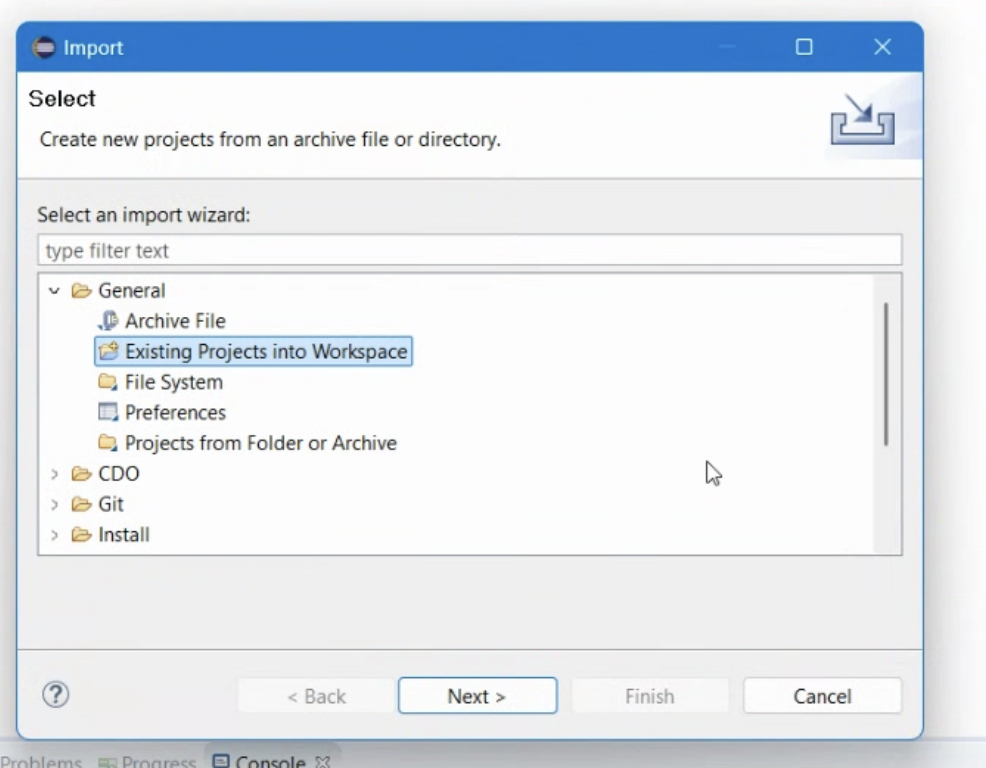 Import
Select
Create new projects from an archive file or directory.
Select an import wizard:
type filter text
General
Archive File
Existing Projects into Workspace
File System
Preferences
Projects from Folder or Archive
CDO
Git
Install
?
< Back Next > Finish Cancel
Problems Progress Console